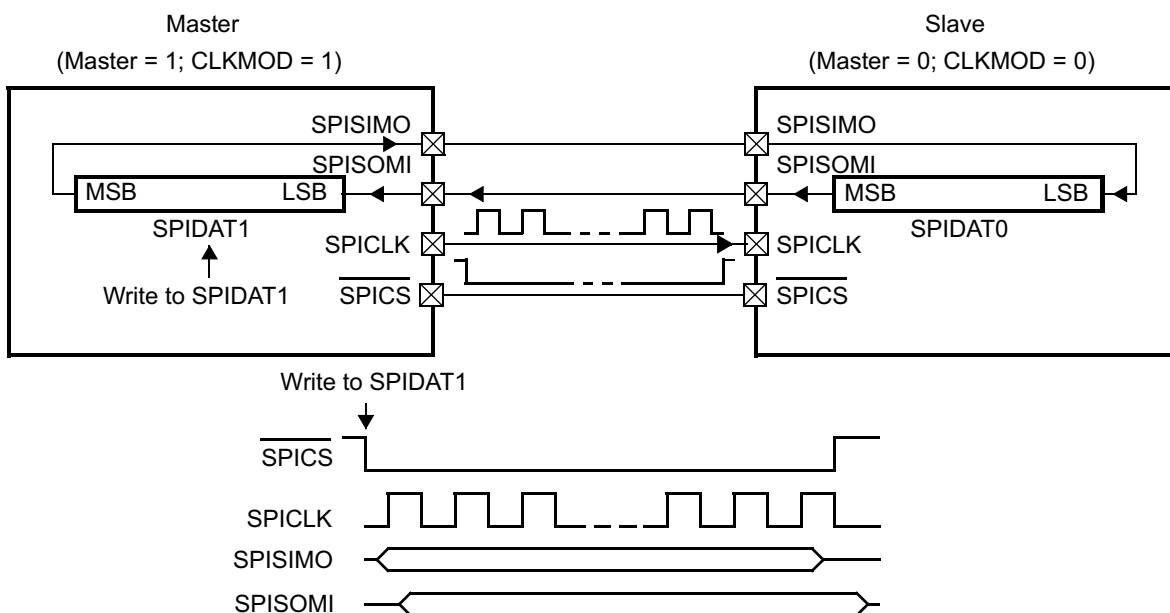 Master
(Master = 1; CLKMOD = 1)
Slave
(Master = 0; CLKMOD = 0)
SPISIMO
SPISIMO
SPISOMI
SPISOMI
MSB LSB
MSB LSB
SPIDAT1
SPIDAT0
SPICLK
SPICLK
Write to SPIDAT1
SPICS
SPICS
Write to SPIDAT1
SPICS
SPICLK
SPISIMO
SPISOMI